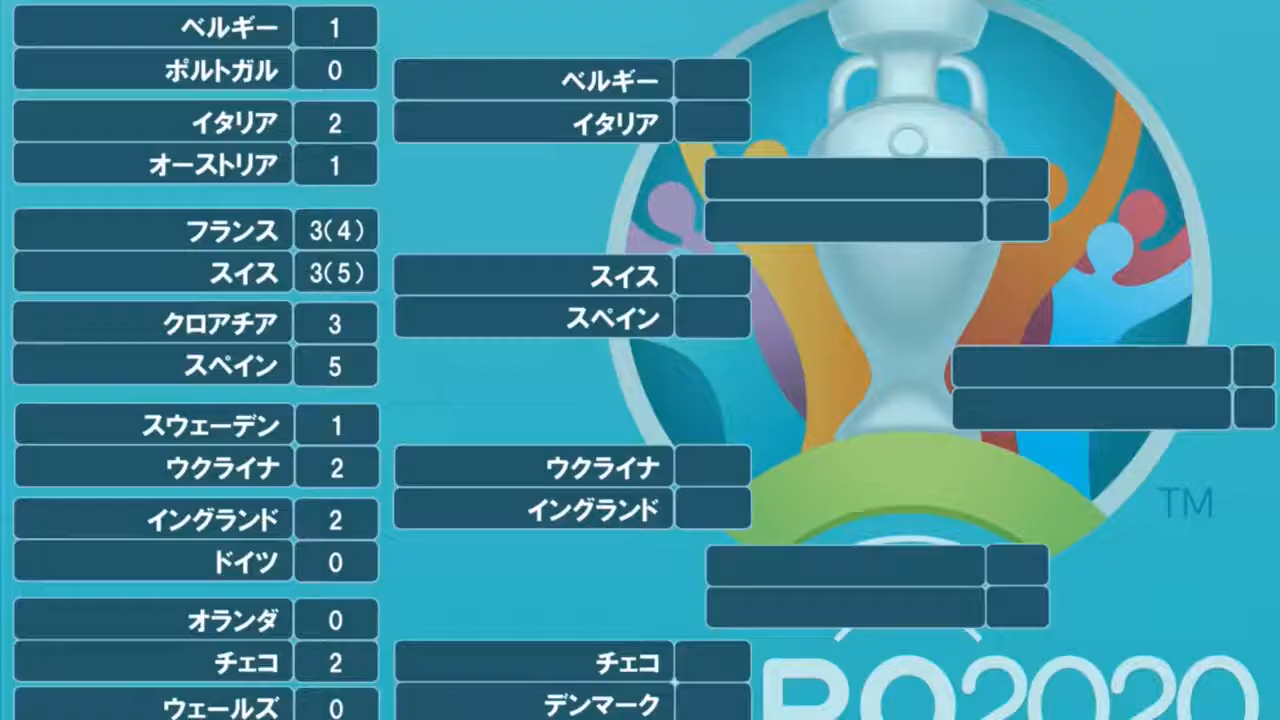 ベルギー 1
ポルトガル 0
イタリア 2
オーストリア 1
フランス 3(4)
スイス 3(5)
クロアチア 3
スペイン 5
スウェーデン 1
ウクライナ 2
イングランド 2
ドイツ 0
オランダ 0
チェコ 2
ウェールズ 0
ベルギー
イタリア
スイス
スペイン
ウクライナ
イングランド
チェコ
デンマーク
TM
RO2020